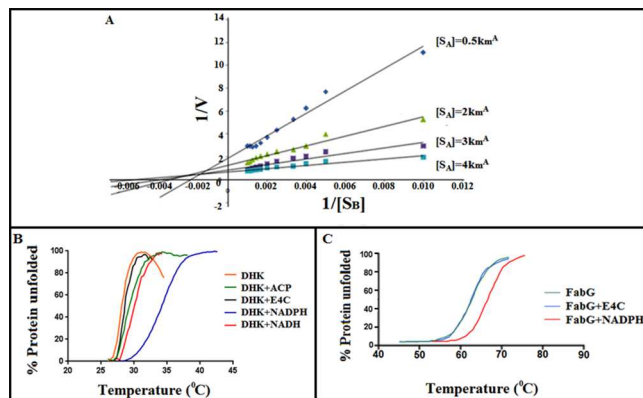 A
14
12
10
8
6
4
2
0
-2
1/V
-0.006
-0.004
-0.002
0.002
0.004
0.006
0.008
0.010
0.012
1/[SB]
[SA]=0.5kmA
[SA]=2kmA
[SA]=3kmA
[SA]=4kmA
B
100
80
60
40
20
0
% Protein unfolded
20
25
30
35
40
45
Temperature (0C)
DHK
DHK+ACP
DHK+E4C
DHK+NADPH
DHK+NADH
C
100
80
60
40
20
0
% Protein unfolded
40
50
60
70
80
90
Temperature (0C)
FabG
FabG+E4C
FabG+NADPH